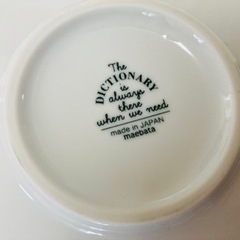 The
DICTIONARY
is
always
there
when we need
made in JAPAN
maebata